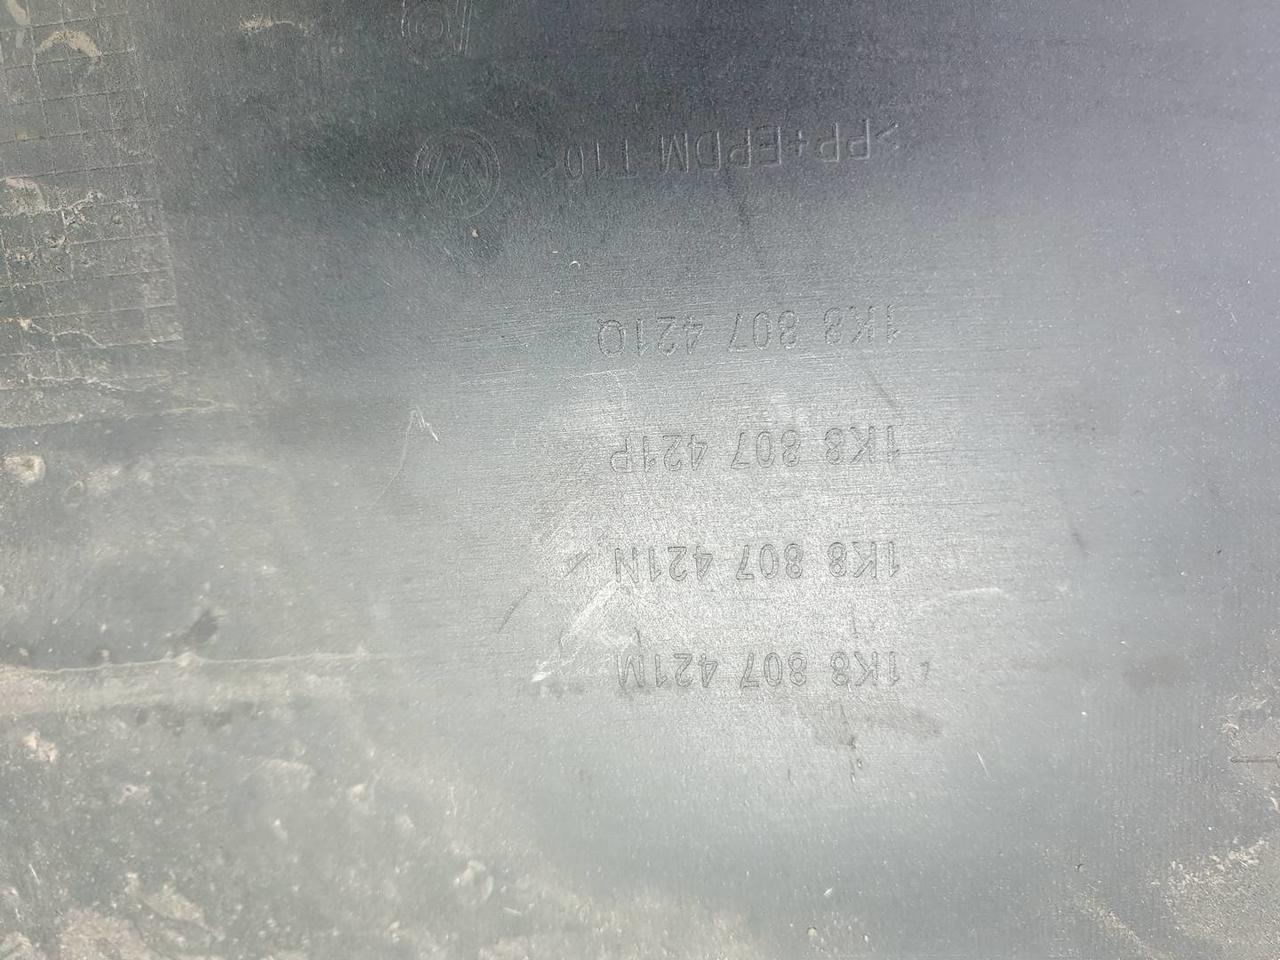 1K8 807 421M
1K8 807 421N
1K8 807 421P
1K8 807 421Q
>PP+EPDM-T10<